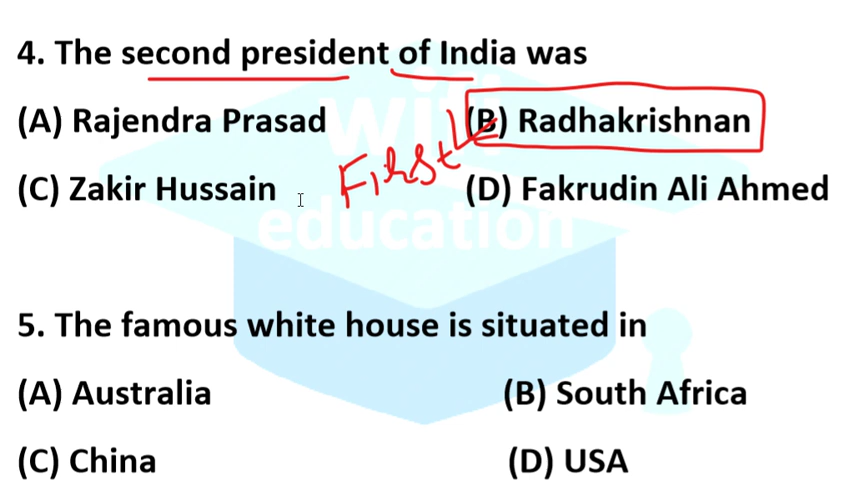 4. The second president of India was
(A) Rajendra Prasad (B) Radhakrishnan
First
(C) Zakir Hussain (D) Fakrudin Ali Ahmed
education
5. The famous white house is situated in
(A) Australia (B) South Africa
(C) China (D) USA